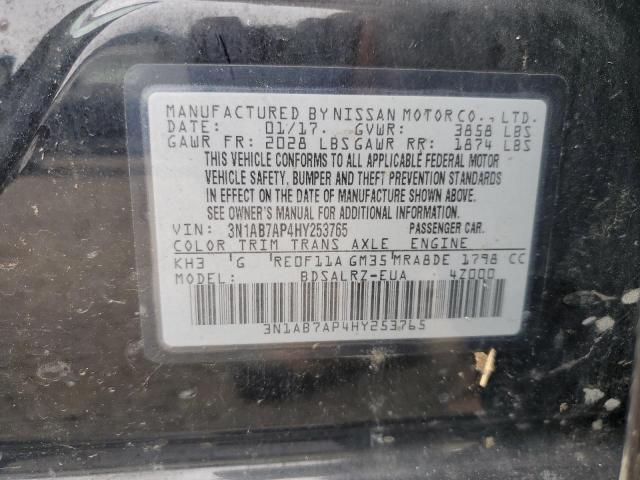 MANUFACTURED BY NISSAN MOTOR CO., LTD.
DATE: 01/17. GVWR: 3858 LBS
GAWR FR: 2028 LBS GAWR RR: 1874 LBS
THIS VEHICLE CONFORMS TO ALL APPLICABLE FEDERAL MOTOR
VEHICLE SAFETY, BUMPER AND THEFT PREVENTION STANDARDS
IN EFFECT ON THE DATE OF MANUFACTURE SHOWN ABOVE.
SEE OWNER'S MANUAL FOR ADDITIONAL INFORMATION.
VIN: 3N1AB7AP4HY253765 PASSENGER CAR.
COLOR TRIM TRANS AXLE ENGINE
KH3 'G RE0F11A GM35 MRA8DE 1798 CC
MODEL: BDSALRZ-EUA 4Z000
3N1AB7AP4HY253765